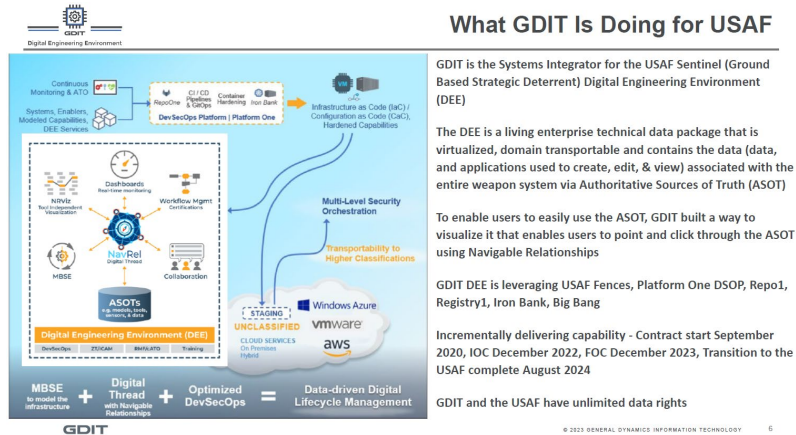 GDIT
Digital Engineering Environment
What GDIT Is Doing for USAF
Continuous
Monitoring & ATO
Systems, Enablers,
Modeled Capabilities,
DEE Services
RepoOne
CI / CD
Pipelines
& GitOps
Container
Hardening
Iron Bank
DevSecOps Platform | Platform One
VM
Infrastructure as Code (IaC) /
Configuration as Code (CaC),
Hardened Capabilities
Dashboards
Real-time monitoring
NRViz
Tool Independent
Visualization
Workflow Mgmt
Certifications
NavRel
Digital Thread
MBSE
Collaboration
ASOTs
e.g. models, tools,
sensors, & data
Digital Engineering Environment (DEE)
DevSecOps
ZT/ICAM
RMF/cATO
Training
Multi-Level Security
Orchestration
Transportability to
Higher Classifications
STAGING
UNCLASSIFIED
CLOUD SERVICES
On Premises
Hybrid
Windows Azure
vmware
aws
MBSE
to model the
infrastructure
+
Digital
Thread
with Navigable
Relationships
+
Optimized
DevSecOps
=
Data-driven Digital
Lifecycle Management
GDIT is the Systems Integrator for the USAF Sentinel (Ground
Based Strategic Deterrent) Digital Engineering Environment
(DEE)
The DEE is a living enterprise technical data package that is
virtualized, domain transportable and contains the data (data,
and applications used to create, edit, & view) associated with the
entire weapon system via Authoritative Sources of Truth (ASOT)
To enable users to easily use the ASOT, GDIT built a way to
visualize it that enables users to point and click through the ASOT
using Navigable Relationships
GDIT DEE is leveraging USAF Fences, Platform One DSOP, Repo1,
Registry1, Iron Bank, Big Bang
Incrementally delivering capability - Contract start September
2020, IOC December 2022, FOC December 2023, Transition to the
USAF complete August 2024
GDIT and the USAF have unlimited data rights
GDIT
© 2023 GENERAL DYNAMICS INFORMATION TECHNOLOGY
6